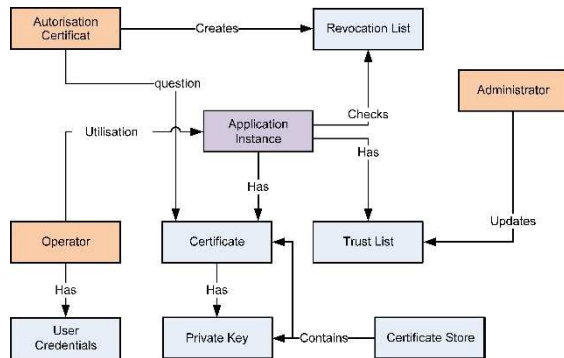 Autorisation
Certificat
Creates
Revocation List
question
Administrator
Checks
Utilisation
Application
Instance
Has
Has
Updates
Operator
Certificate
Trust List
Has
Has
User
Credentials
Private Key
Contains
Certificate Store